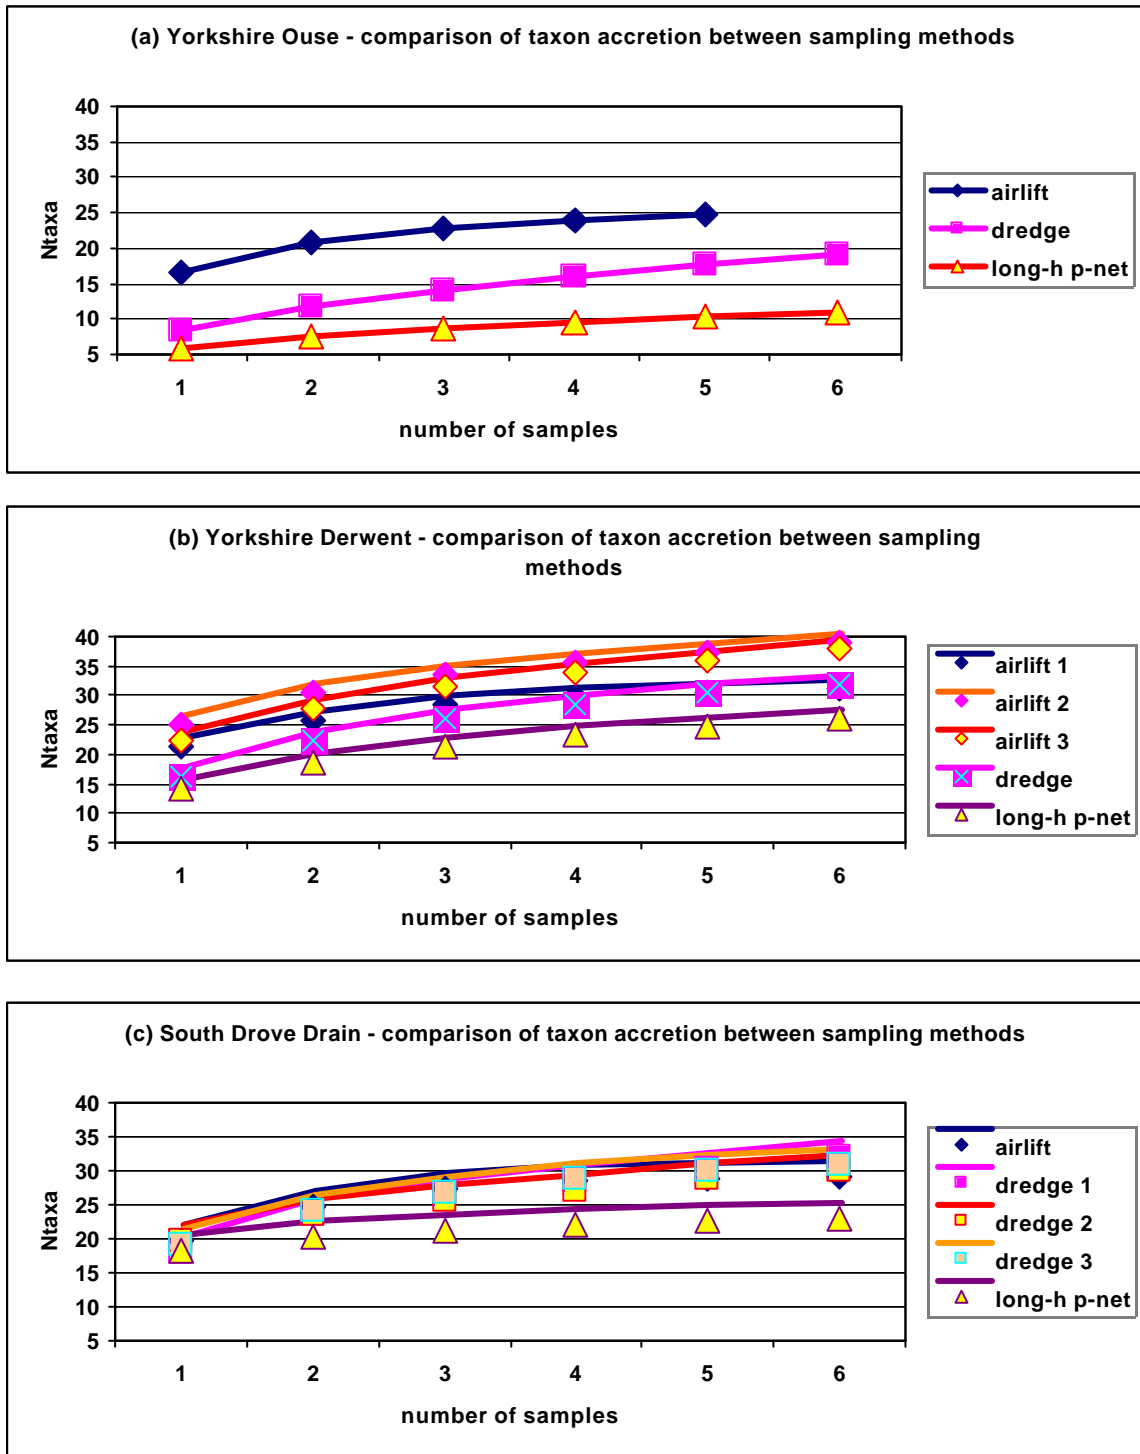 (a) Yorkshire Ouse - comparison of taxon accretion between sampling methods
40
35
30
25
20
15
10
5
Ntaxa
1 2 3 4 5 6
number of samples
airlift
dredge
long-h p-net
(b) Yorkshire Derwent - comparison of taxon accretion between sampling
methods
40
35
30
25
20
15
10
5
Ntaxa
1 2 3 4 5 6
number of samples
airlift 1
airlift 2
airlift 3
dredge
long-h p-net
(c) South Drove Drain - comparison of taxon accretion between sampling methods
40
35
30
25
20
15
10
5
Ntaxa
1 2 3 4 5 6
number of samples
airlift
dredge 1
dredge 2
dredge 3
long-h p-net